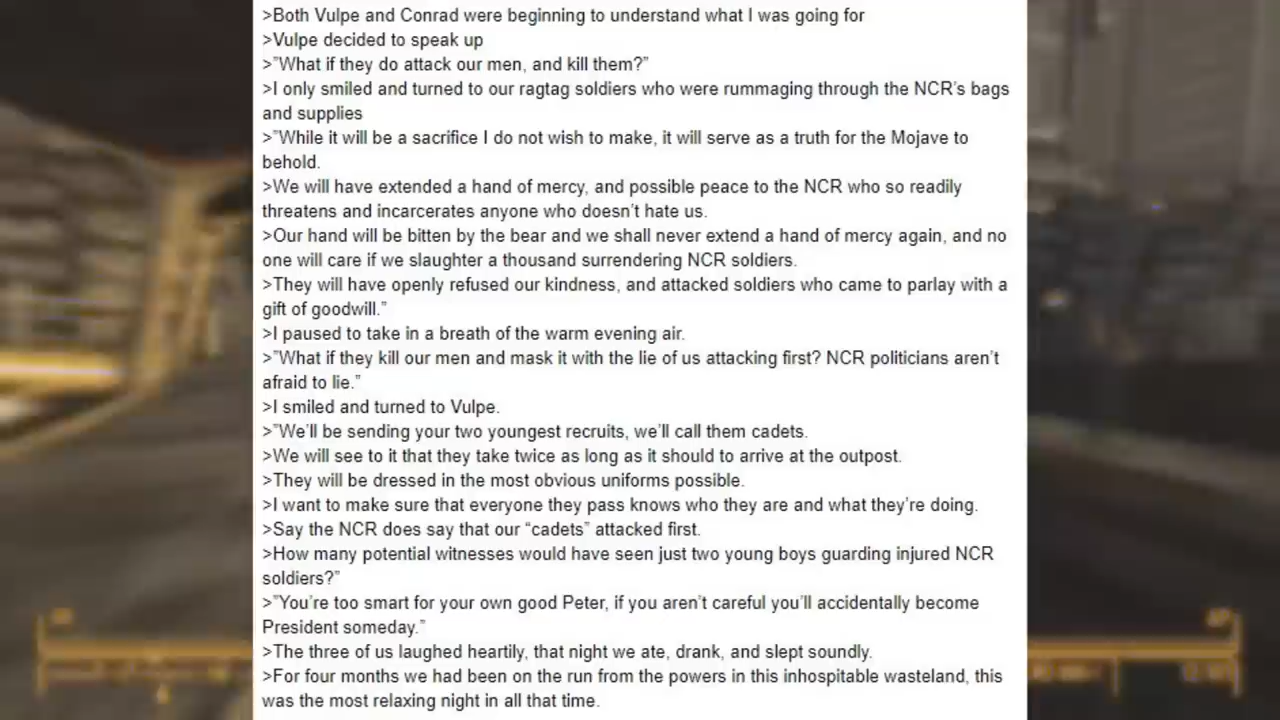 >Both Vulpe and Conrad were beginning to understand what I was going for
>Vulpe decided to speak up
>"What if they do attack our men, and kill them?"
>I only smiled and turned to our ragtag soldiers who were rummaging through the NCR's bags
and supplies
>"While it will be a sacrifice I do not wish to make, it will serve as a truth for the Mojave to
behold.
>We will have extended a hand of mercy, and possible peace to the NCR who so readily
threatens and incarcerates anyone who doesn't hate us.
>Our hand will be bitten by the bear and we shall never extend a hand of mercy again, and no
one will care if we slaughter a thousand surrendering NCR soldiers.
>They will have openly refused our kindness, and attacked soldiers who came to parlay with a
gift of goodwill."
>I paused to take in a breath of the warm evening air.
>"What if they kill our men and mask it with the lie of us attacking first? NCR politicians aren't
afraid to lie."
>I smiled and turned to Vulpe.
>"We'll be sending your two youngest recruits, we'll call them cadets.
>We will see to it that they take twice as long as it should to arrive at the outpost.
>They will be dressed in the most obvious uniforms possible.
>I want to make sure that everyone they pass knows who they are and what they're doing.
>Say the NCR does say that our "cadets" attacked first.
>How many potential witnesses would have seen just two young boys guarding injured NCR
soldiers?"
>"You're too smart for your own good Peter, if you aren't careful you'll accidentally become
President someday."
>The three of us laughed heartily, that night we ate, drank, and slept soundly.
>For four months we had been on the run from the powers in this inhospitable wasteland, this
was the most relaxing night in all that time.